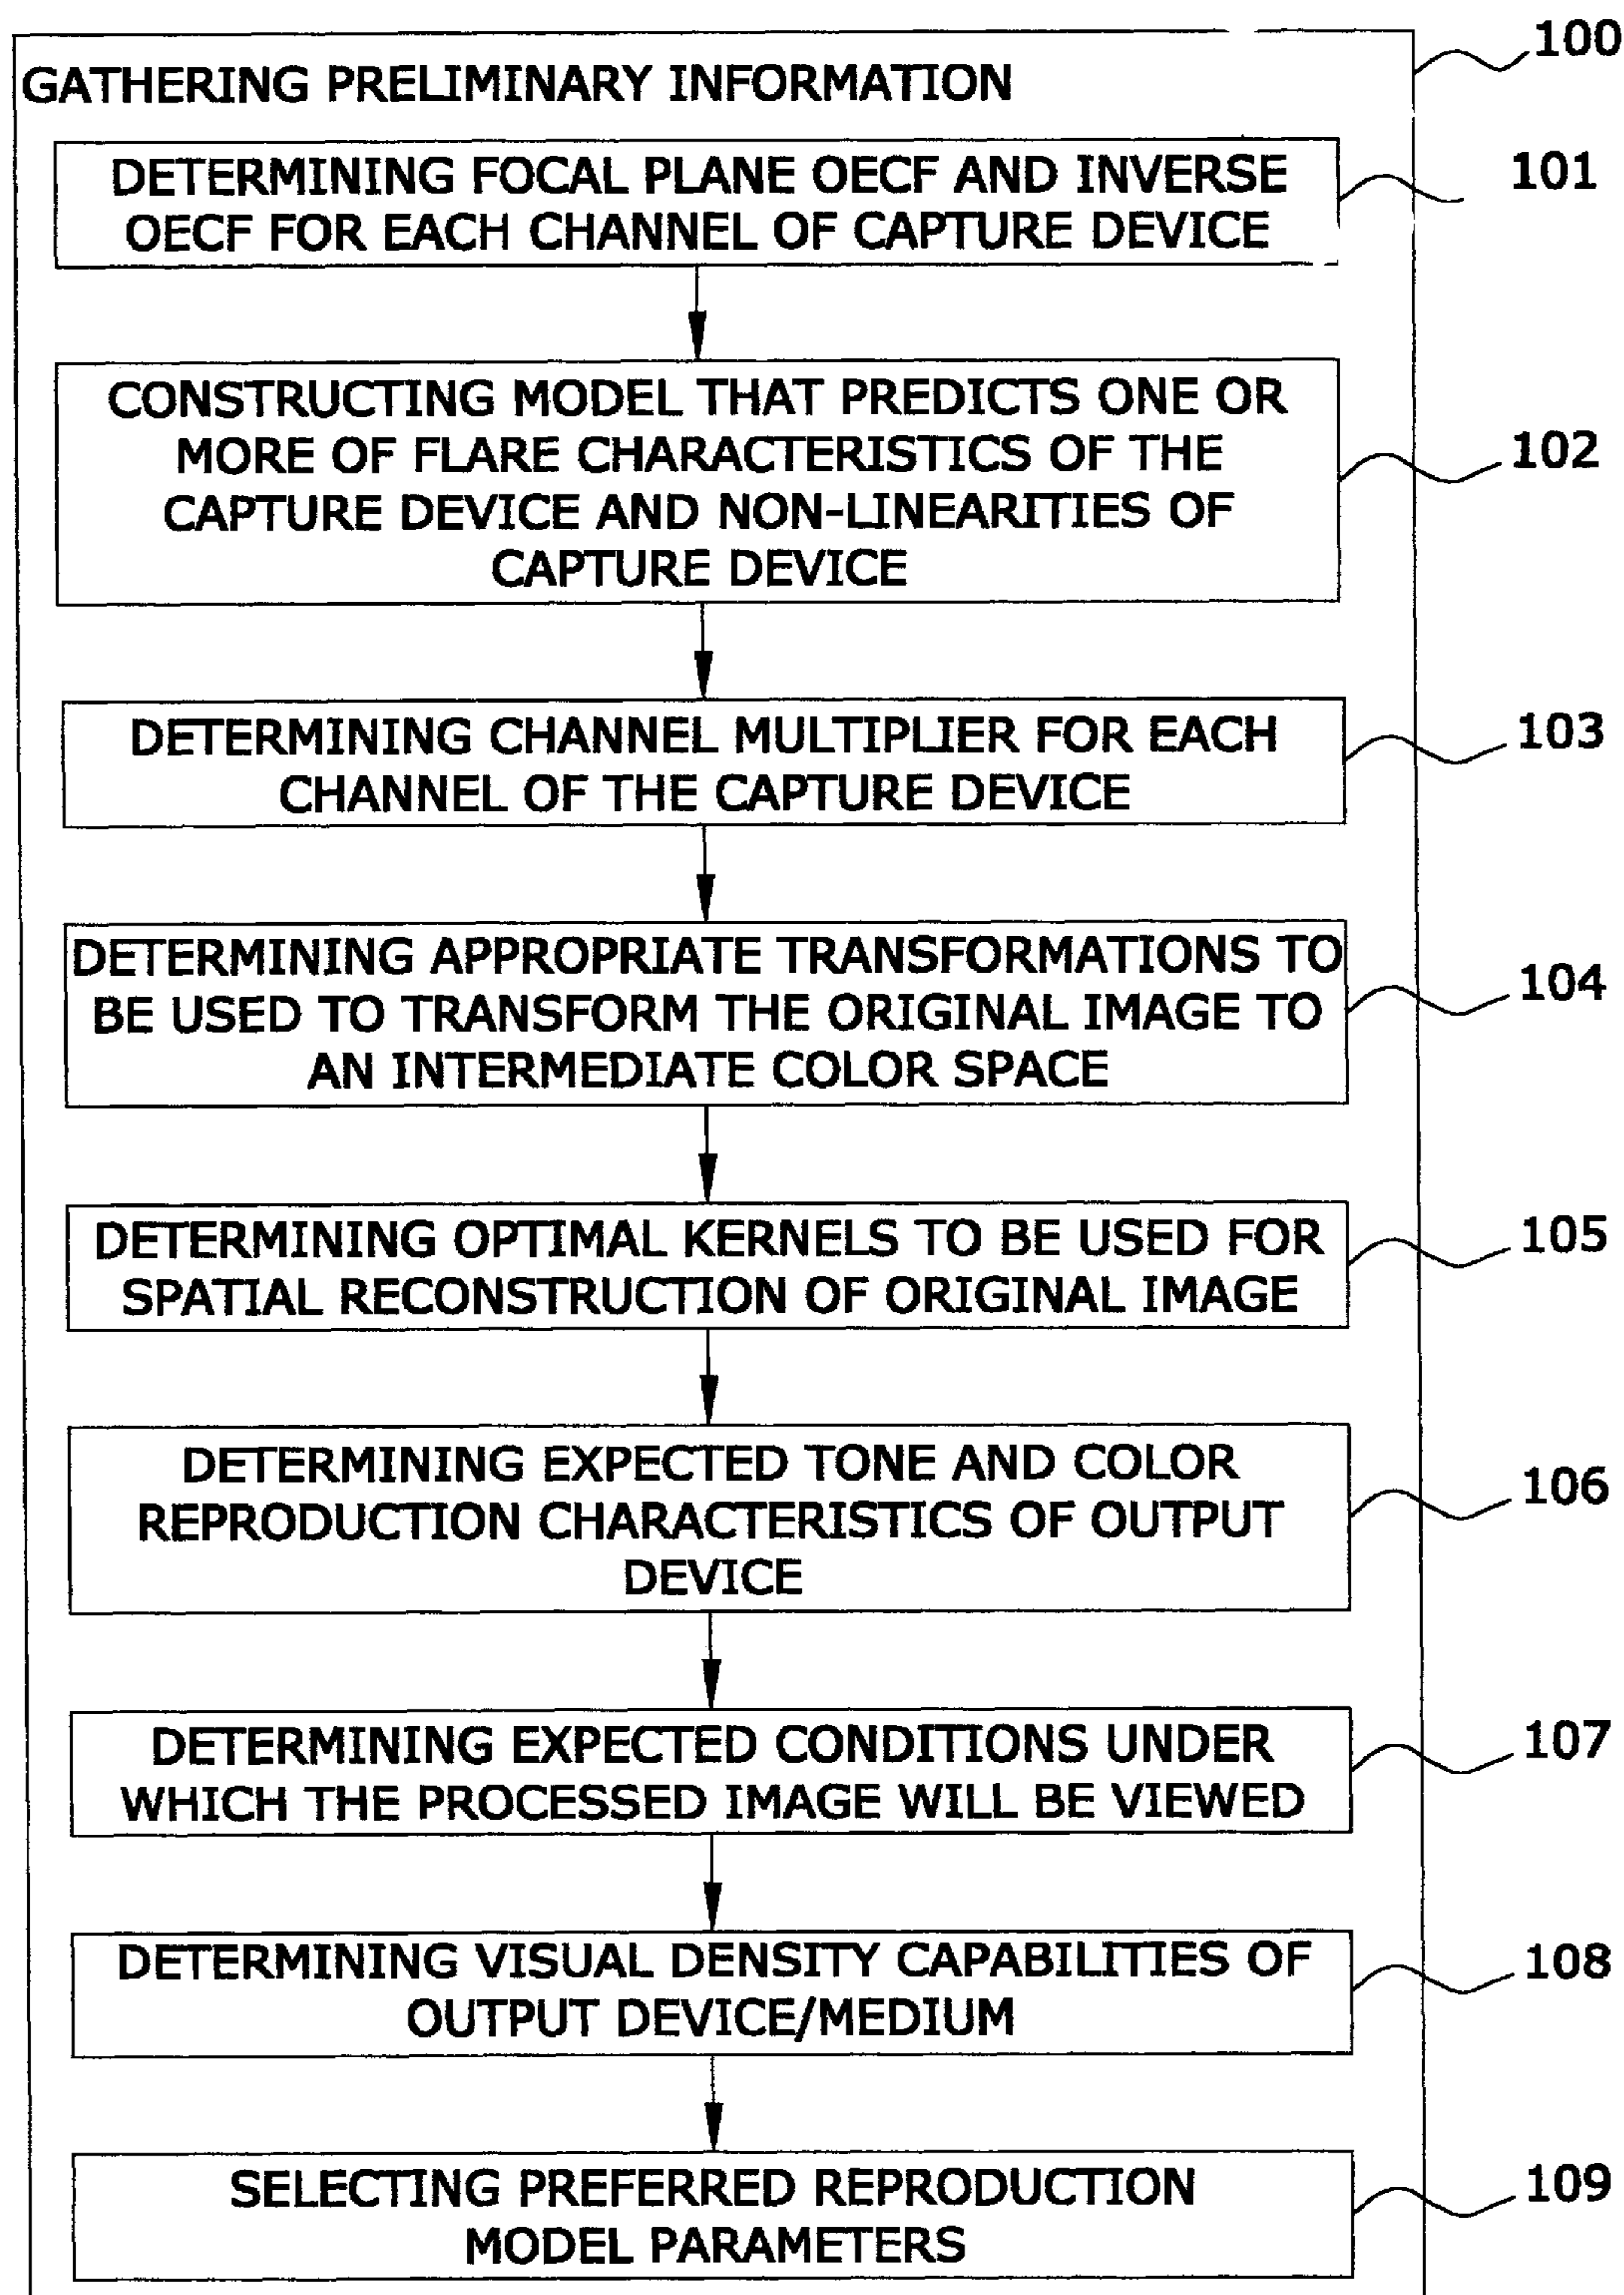 100
GATHERING PRELIMINARY INFORMATION
DETERMINING FOCAL PLANE OECF AND INVERSE
OECF FOR EACH CHANNEL OF CAPTURE DEVICE
101
CONSTRUCTING MODEL THAT PREDICTS ONE OR
MORE OF FLARE CHARACTERISTICS OF THE
CAPTURE DEVICE AND NON-LINEARITIES OF
CAPTURE DEVICE
102
DETERMINING CHANNEL MULTIPLIER FOR EACH
CHANNEL OF THE CAPTURE DEVICE
103
DETERMINING APPROPRIATE TRANSFORMATIONS TO
BE USED TO TRANSFORM THE ORIGINAL IMAGE TO
AN INTERMEDIATE COLOR SPACE
104
DETERMINING OPTIMAL KERNELS TO BE USED FOR
SPATIAL RECONSTRUCTION OF ORIGINAL IMAGE
105
DETERMINING EXPECTED TONE AND COLOR
REPRODUCTION CHARACTERISTICS OF OUTPUT
DEVICE
106
DETERMINING EXPECTED CONDITIONS UNDER
WHICH THE PROCESSED IMAGE WILL BE VIEWED
107
DETERMINING VISUAL DENSITY CAPABILITIES OF
OUTPUT DEVICE/MEDIUM
108
SELECTING PREFERRED REPRODUCTION
MODEL PARAMETERS
109